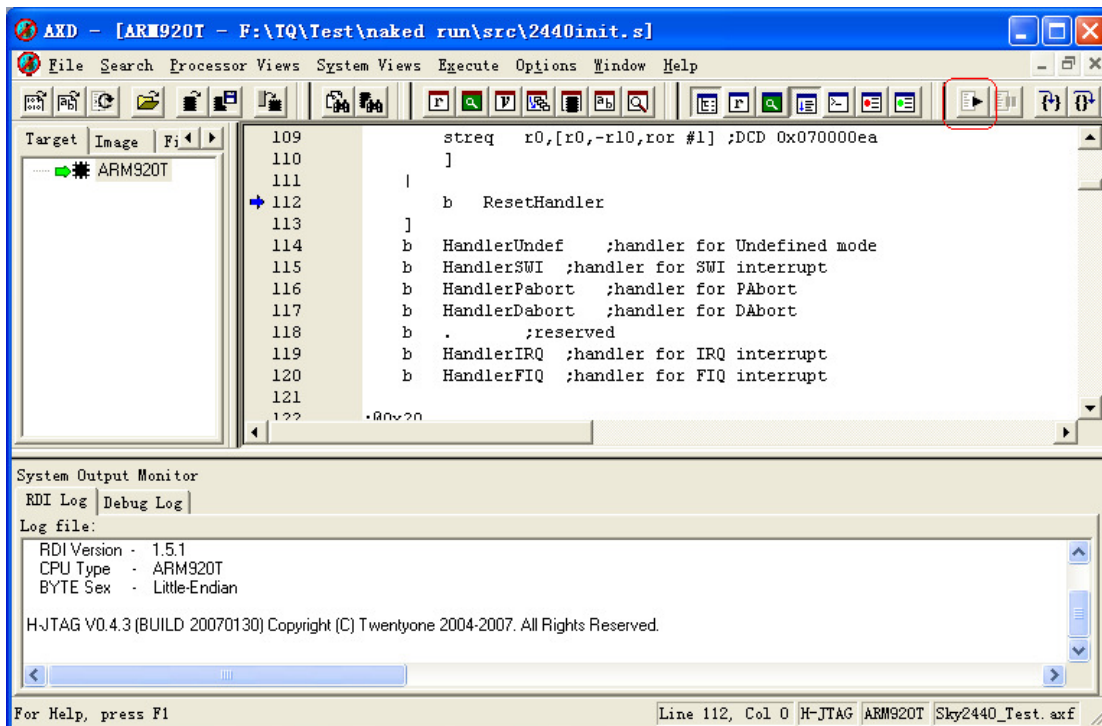 AXD - [ARM920T - F:\TQ\Test\naked run\src\2440init.s]
File Search Processor Views System Views Execute Options Window Help
Target Image Fi
ARM920T
109 streq r0,[r0,-r10,ror #1] ;DCD 0x070000ea
110 ]
111 |
112 b ResetHandler
113 ]
114 b HandlerUndef ;handler for Undefined mode
115 b HandlerSWI ;handler for SWI interrupt
116 b HandlerPabort ;handler for PAbort
117 b HandlerDabort ;handler for DAbort
118 b . ;reserved
119 b HandlerIRQ ;handler for IRQ interrupt
120 b HandlerFIQ ;handler for FIQ interrupt
121
122 ;@0x20
System Output Monitor
RDI Log Debug Log
Log file:
RDI Version - 1.5.1
CPU Type - ARM920T
BYTE Sex - Little-Endian
H-JTAG V0.4.3 (BUILD 20070130) Copyright (C) Twentyone 2004-2007. All Rights Reserved.
For Help, press F1 Line 112, Col 0 H-JTAG ARM920T Sky2440_Test.axf